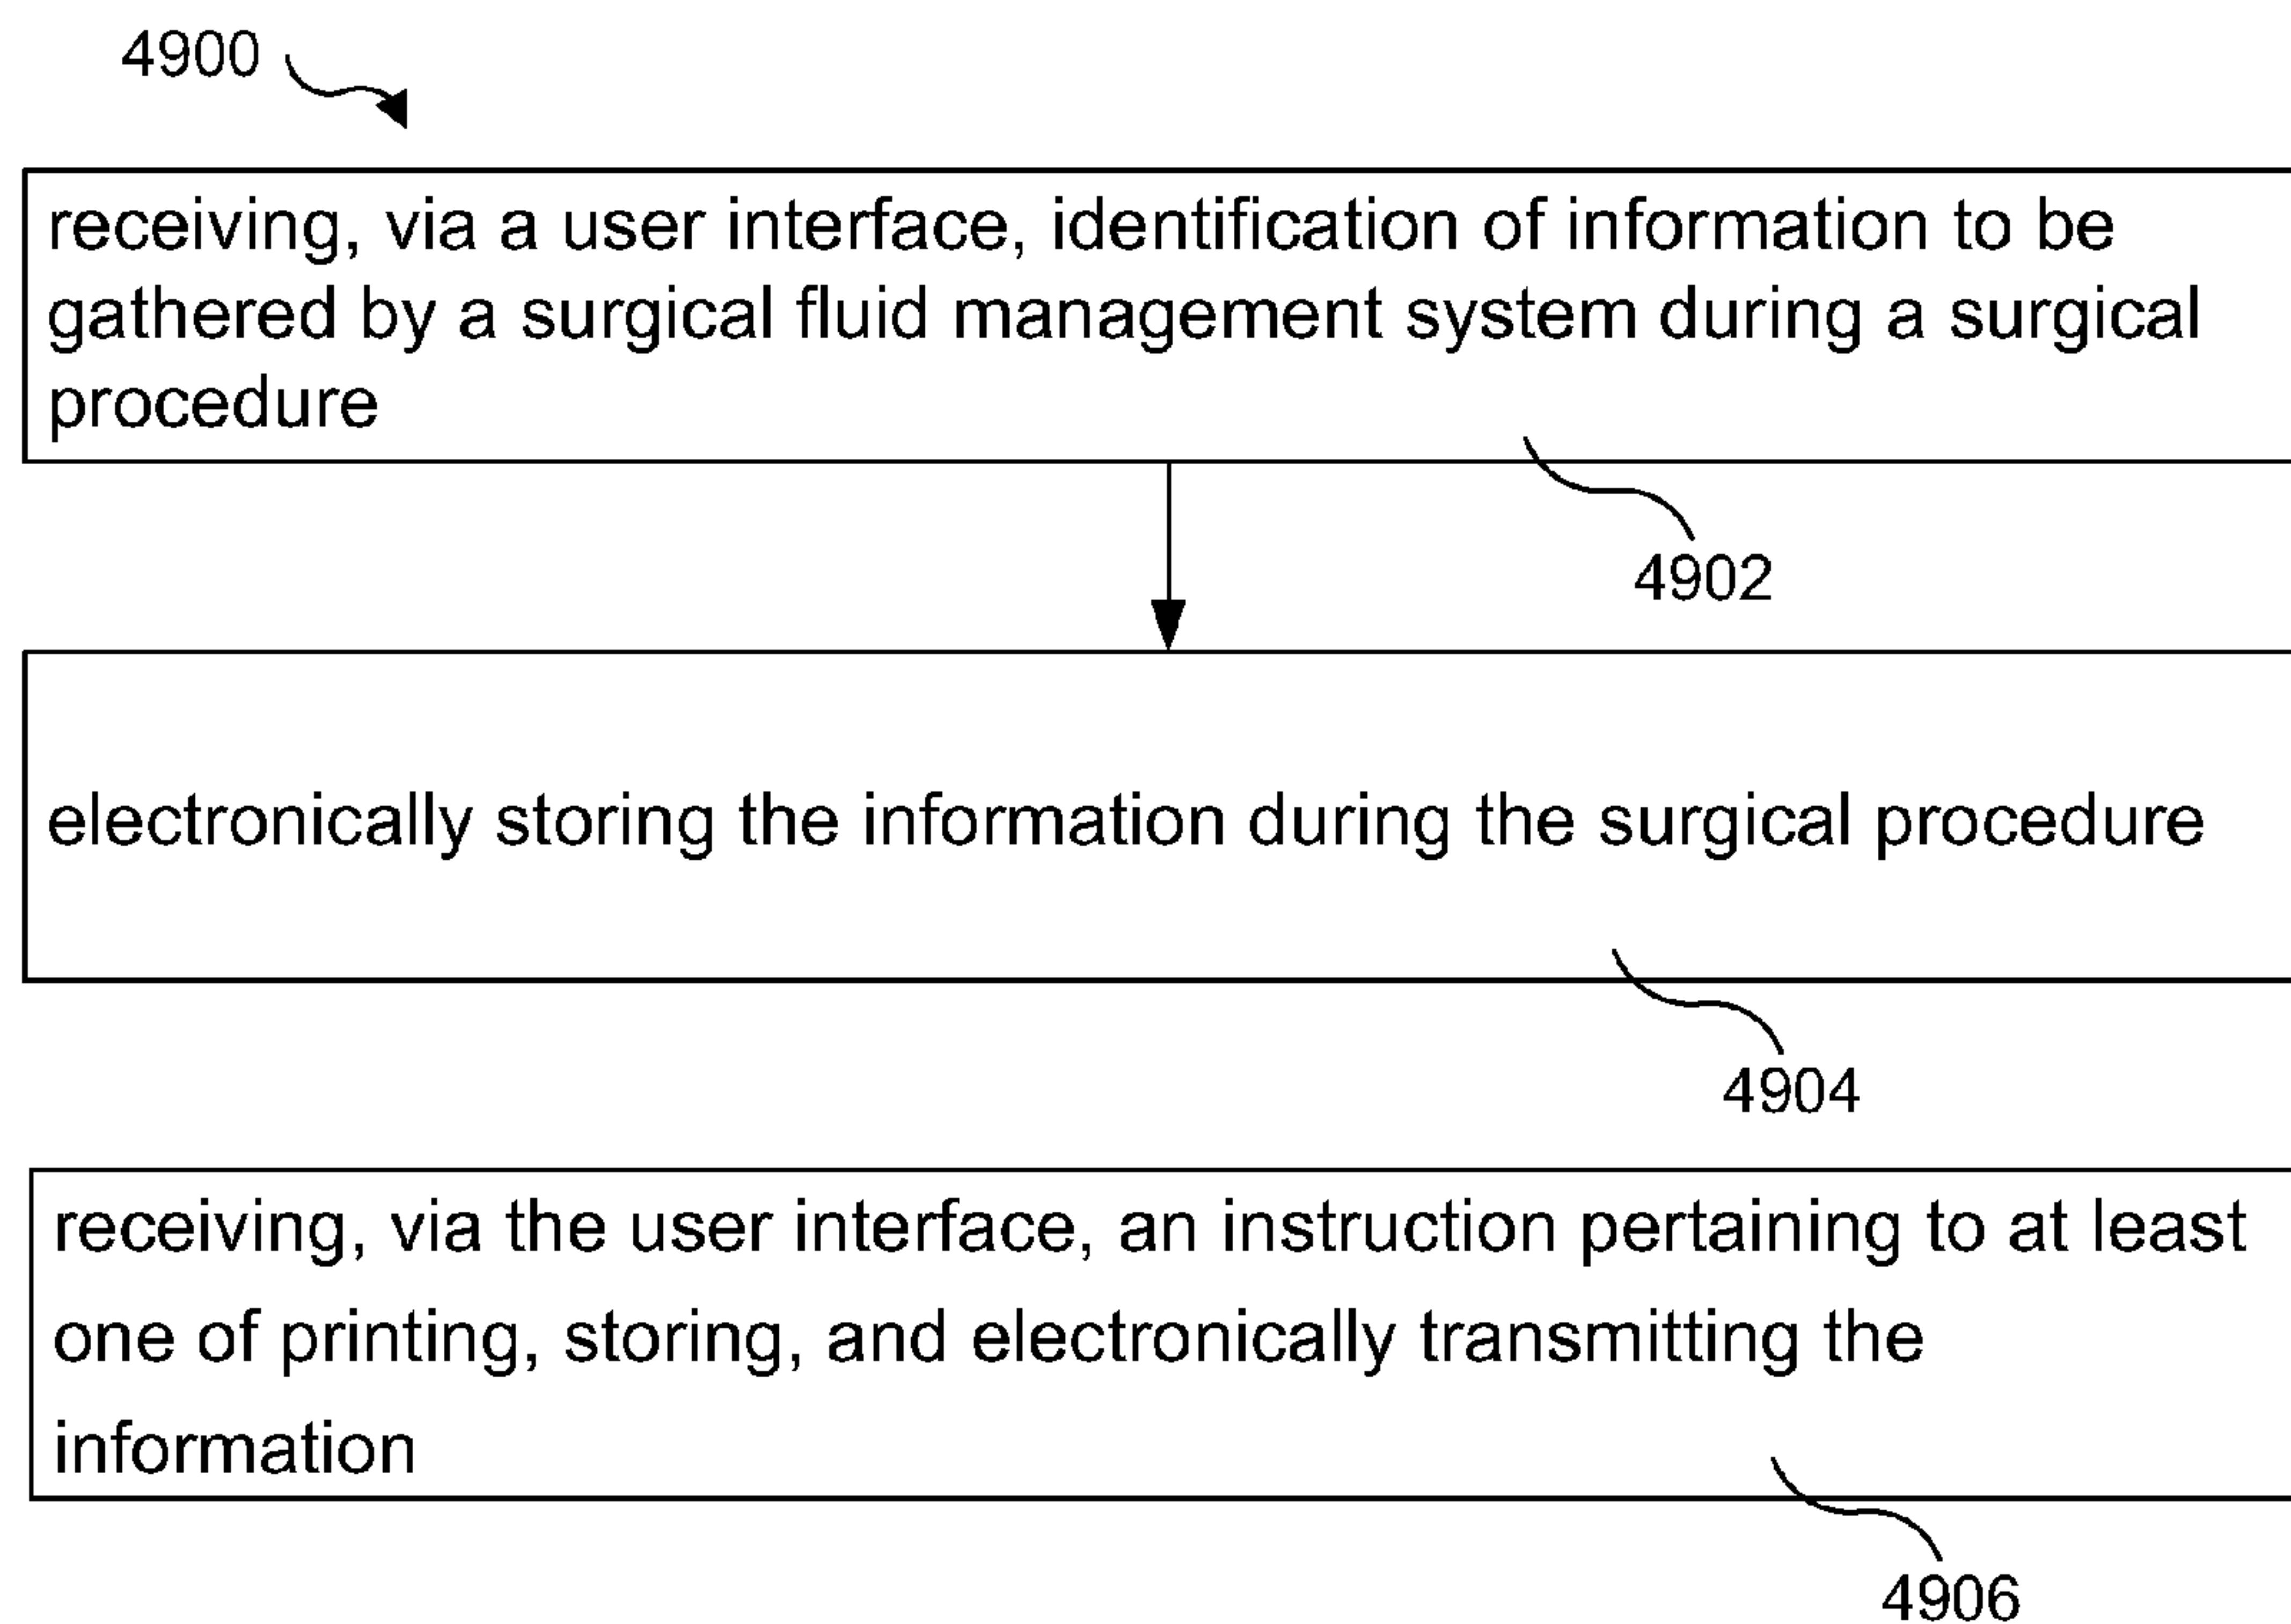 4900
receiving, via a user interface, identification of information to be
gathered by a surgical fluid management system during a surgical
procedure
4902
electronically storing the information during the surgical procedure
4904
receiving, via the user interface, an instruction pertaining to at least
one of printing, storing, and electronically transmitting the
information
4906